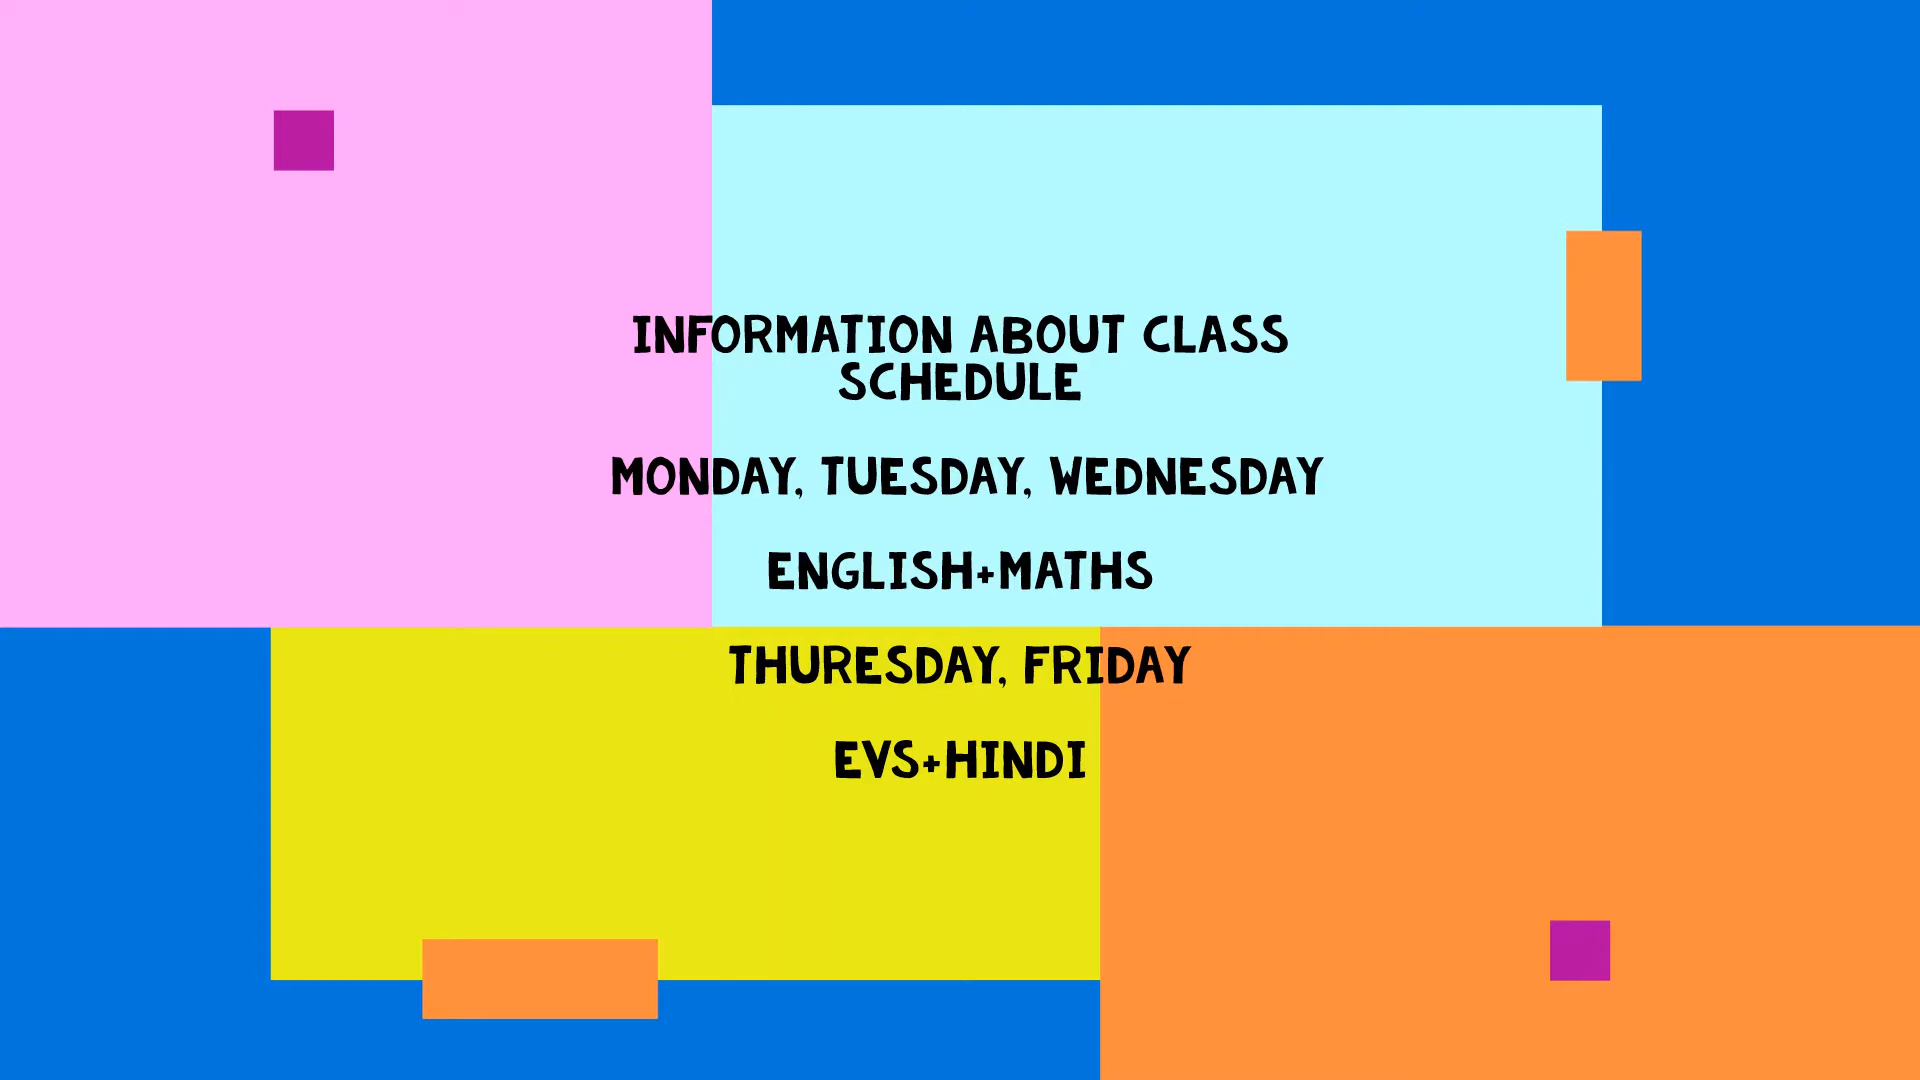 INFORMATION ABOUT CLASS
SCHEDULE
MONDAY, TUESDAY, WEDNESDAY
ENGLISH+MATHS
THURESDAY, FRIDAY
EVS+HINDI